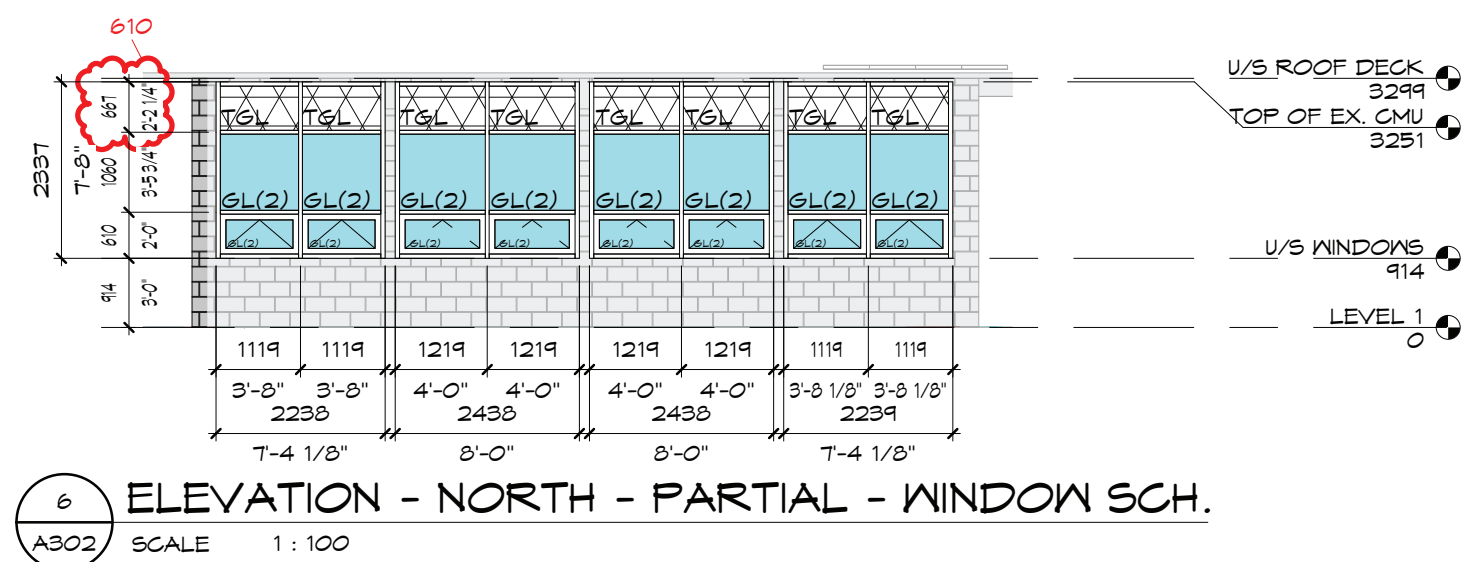 610
U/S ROOF DECK
3299
TOP OF EX. CMU
3251
U/S WINDOWS
914
LEVEL 1
0
2337
7'-8"
667
2'-2 1/4"
1060
3'-5 3/4"
610
2'-0"
914
3'-0"
TGL TGL TGL TGL TGL TGL TGL TGL
GL(2) GL(2) GL(2) GL(2) GL(2) GL(2) GL(2) GL(2)
GL(2) GL(2) GL(2) GL(2) GL(2) GL(2) GL(2) GL(2)
1119 1119 1219 1219 1219 1219 1119 1119
3'-8" 3'-8" 4'-0" 4'-0" 4'-0" 4'-0" 3'-8 1/8" 3'-8 1/8"
2238 2438 2438 2239
7'-4 1/8" 8'-0" 8'-0" 7'-4 1/8"
6
A302
ELEVATION - NORTH - PARTIAL - WINDOW SCH.
SCALE 1 : 100